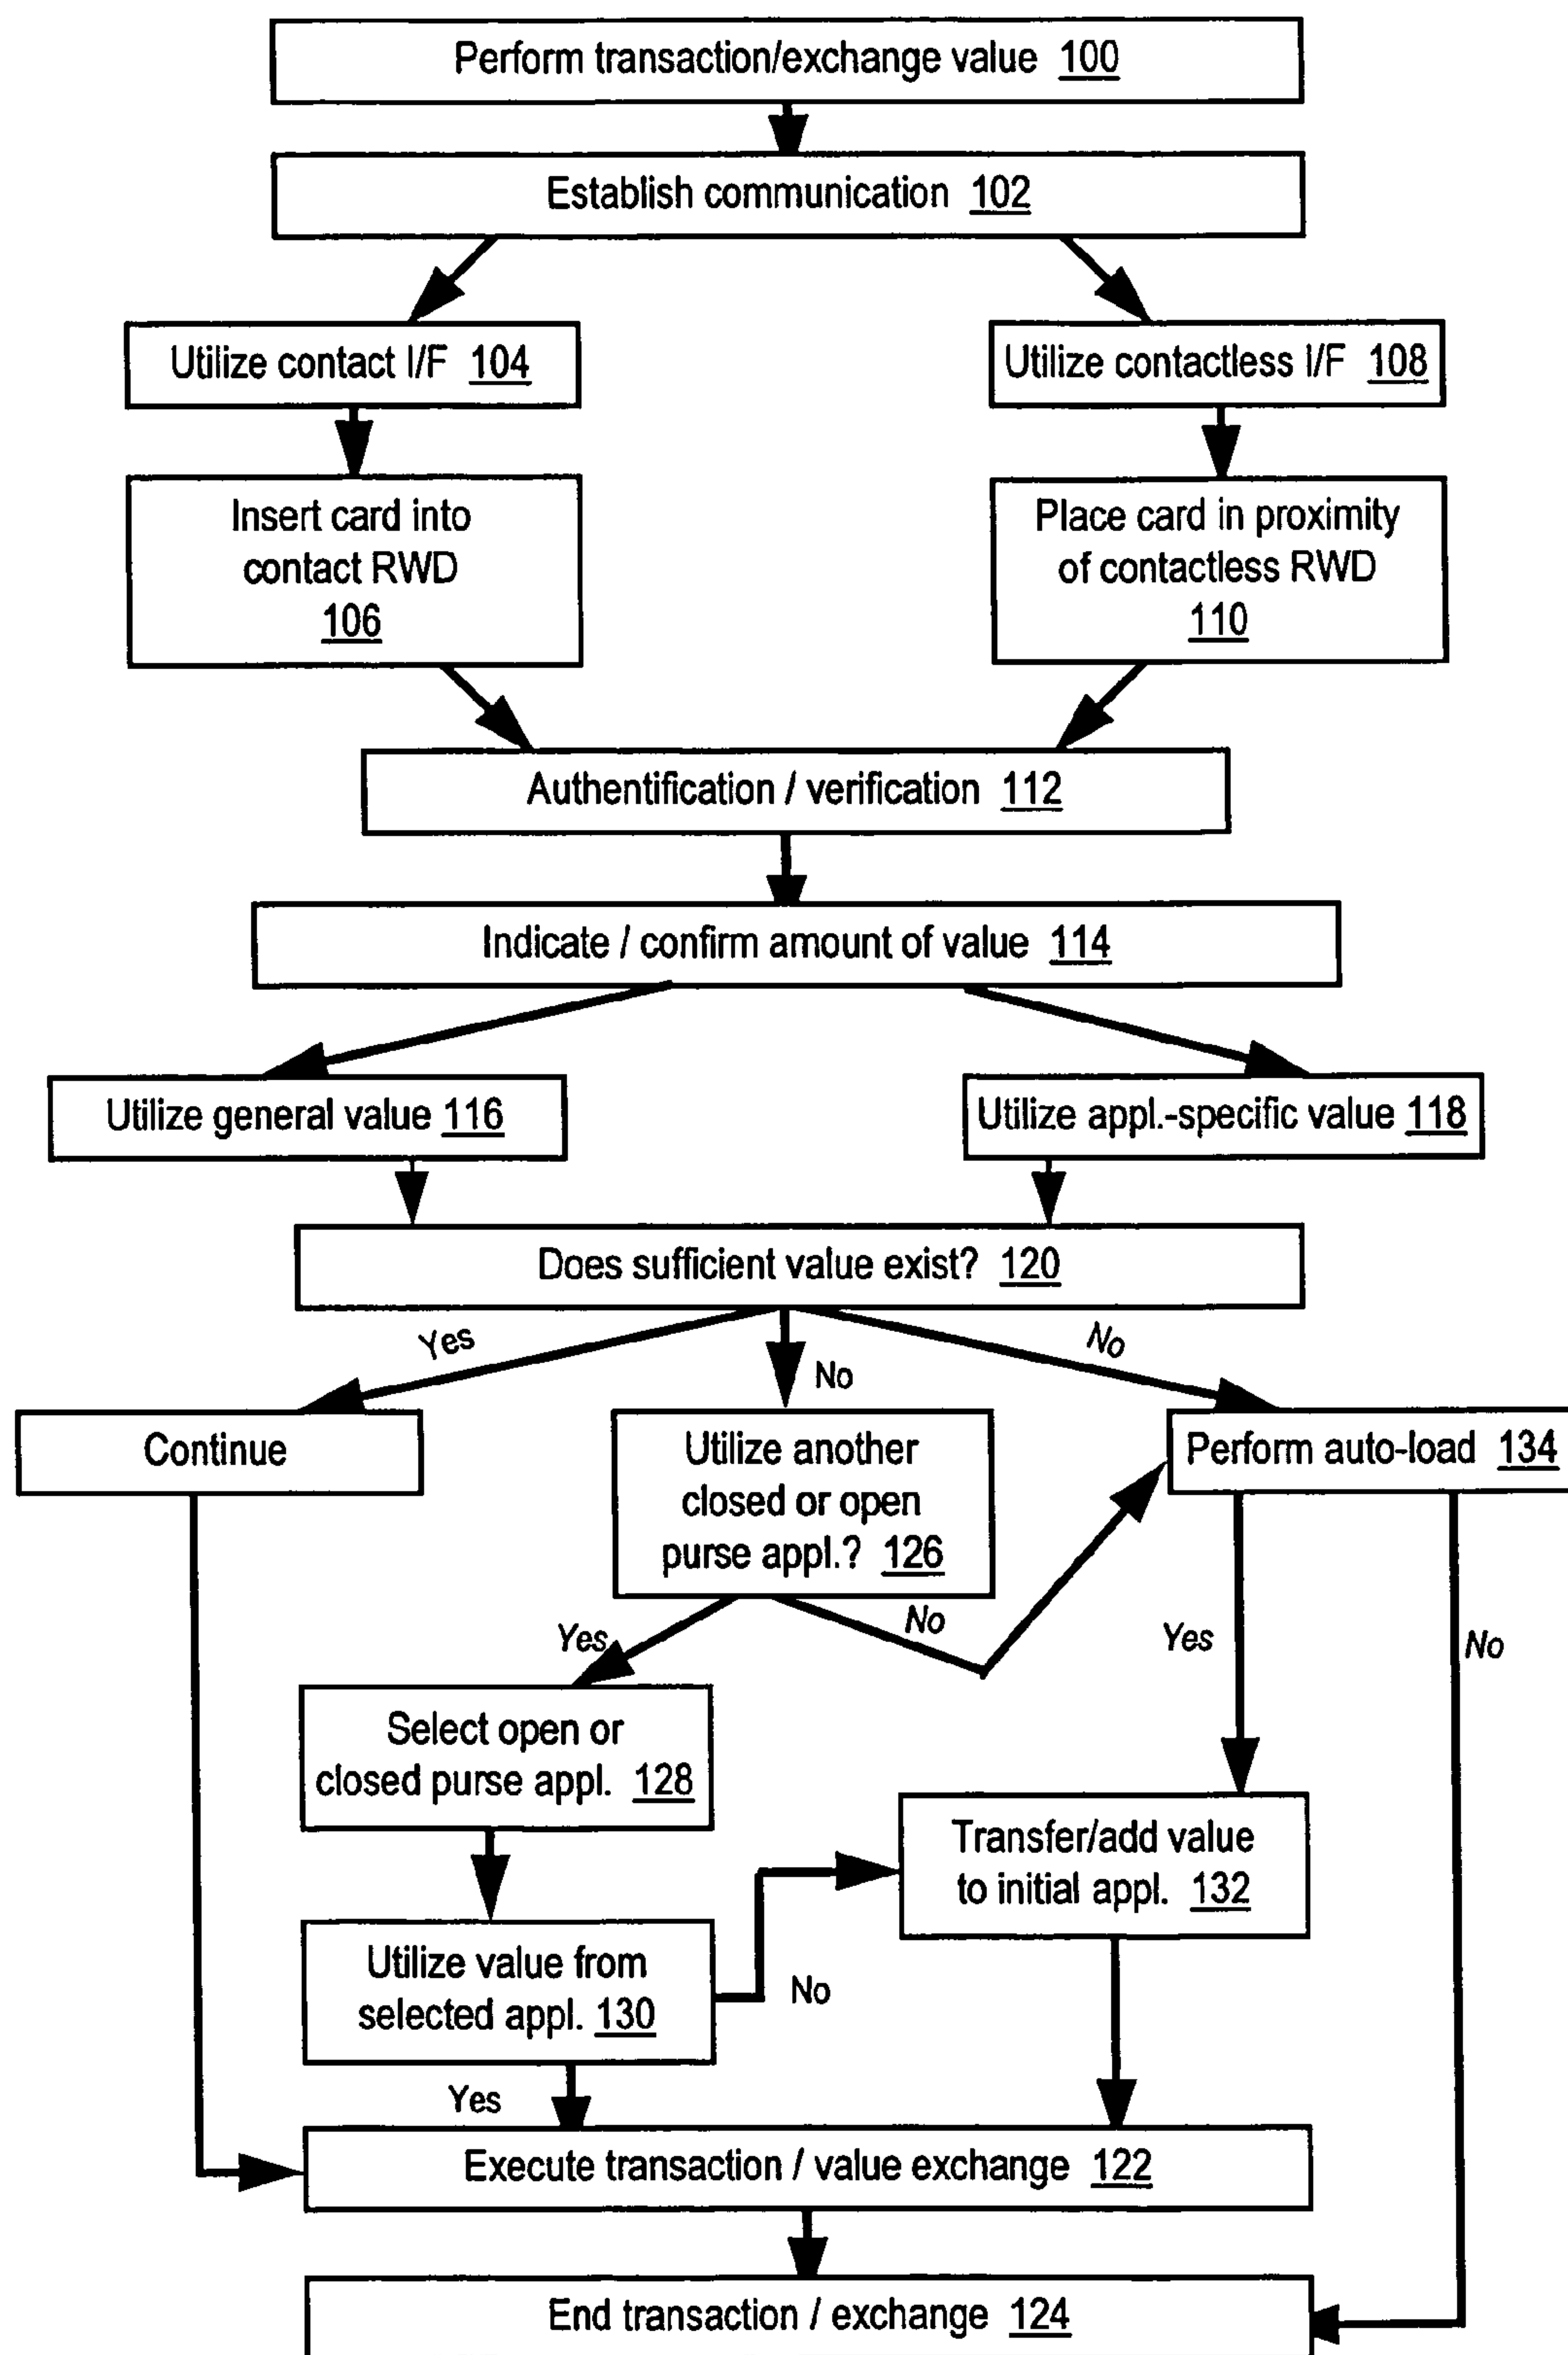 Perform transaction/exchange value 100
Establish communication 102
Utilize contact I/F 104
Utilize contactless I/F 108
Insert card into
contact RWD
106
Place card in proximity
of contactless RWD
110
Authentification / verification 112
Indicate / confirm amount of value 114
Utilize general value 116
Utilize appl.-specific value 118
Does sufficient value exist? 120
Yes
No
No
Continue
Utilize another
closed or open
purse appl.? 126
Perform auto-load 134
Yes
No
Yes
No
Select open or
closed purse appl. 128
Transfer/add value
to initial appl. 132
Utilize value from
selected appl. 130
No
Yes
Execute transaction / value exchange 122
End transaction / exchange 124